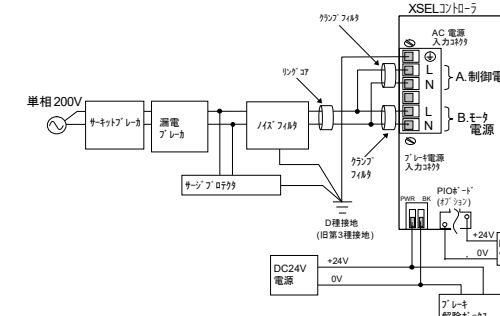 XSELコントローラ
クランプフィルタ
AC 電源
入力コネクタ
リングコア
L
N
A.制御電
単相200V
サーキットブレーカ
漏電
ブレーカ
ノイズフィルタ
L
N
B.モータ
電源
クランプ
フィルタ
ブレーキ電源
入力コネクタ
サージプロテクタ
PIOボード
(オプション)
PWR BK
D種接地
(旧第3種接地)
+24V
0V
DC24V
電源
+24V
0V
ブレーキ
解除ボックス